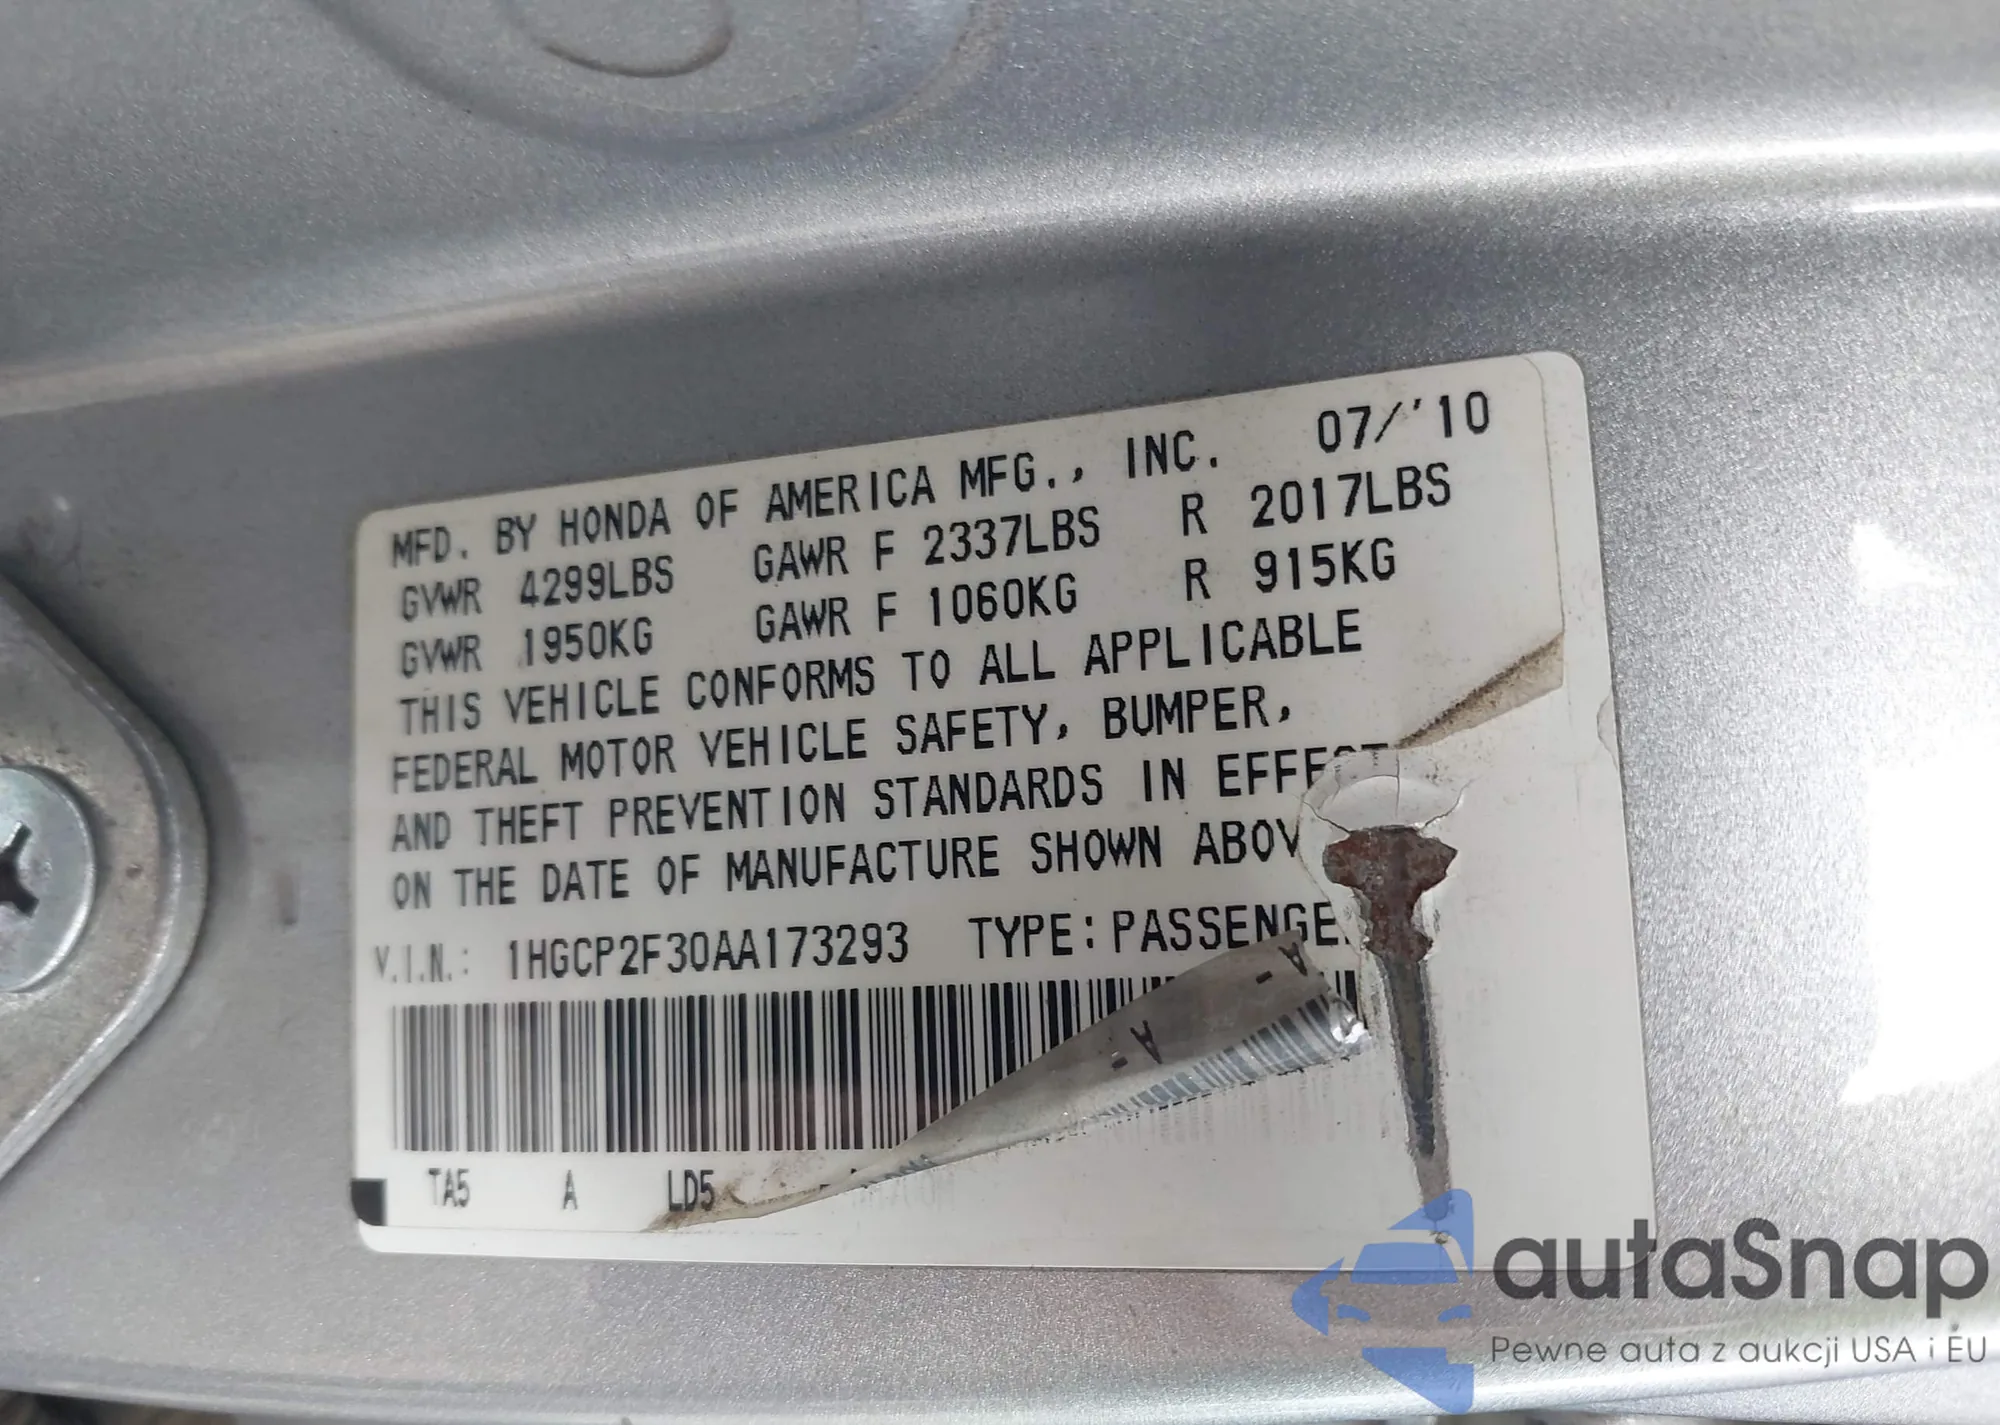 MFD. BY HONDA OF AMERICA MFG., INC. 07/'10
GVWR 4299LBS GAWR F 2337LBS R 2017LBS
GVWR 1950KG GAWR F 1060KG R 915KG
THIS VEHICLE CONFORMS TO ALL APPLICABLE
FEDERAL MOTOR VEHICLE SAFETY, BUMPER,
AND THEFT PREVENTION STANDARDS IN EFFECT
ON THE DATE OF MANUFACTURE SHOWN ABOV
V.I.N.: 1HGCP2F30AA173293 TYPE: PASSENGE
A - A -
TA5 A LD5
autaSnap
Pewne auta z aukcji USA i EU